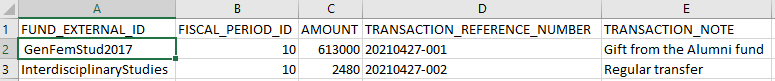 A B C D E
1 FUND_EXTERNAL_ID FISCAL_PERIOD_ID AMOUNT TRANSACTION_REFERENCE_NUMBER TRANSACTION_NOTE
2 GenFemStud2017 10 613000 20210427-001 Gift from the Alumni fund
3 InterdisciplinaryStudies 10 2480 20210427-002 Regular transfer